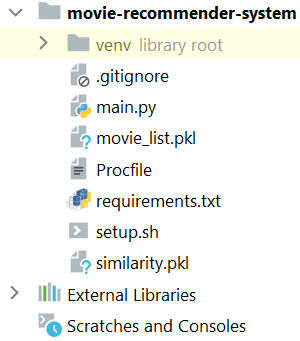 movie-recommender-system
venv library root
.gitignore
main.py
movie_list.pkl
Procfile
requirements.txt
setup.sh
similarity.pkl
External Libraries
Scratches and Consoles